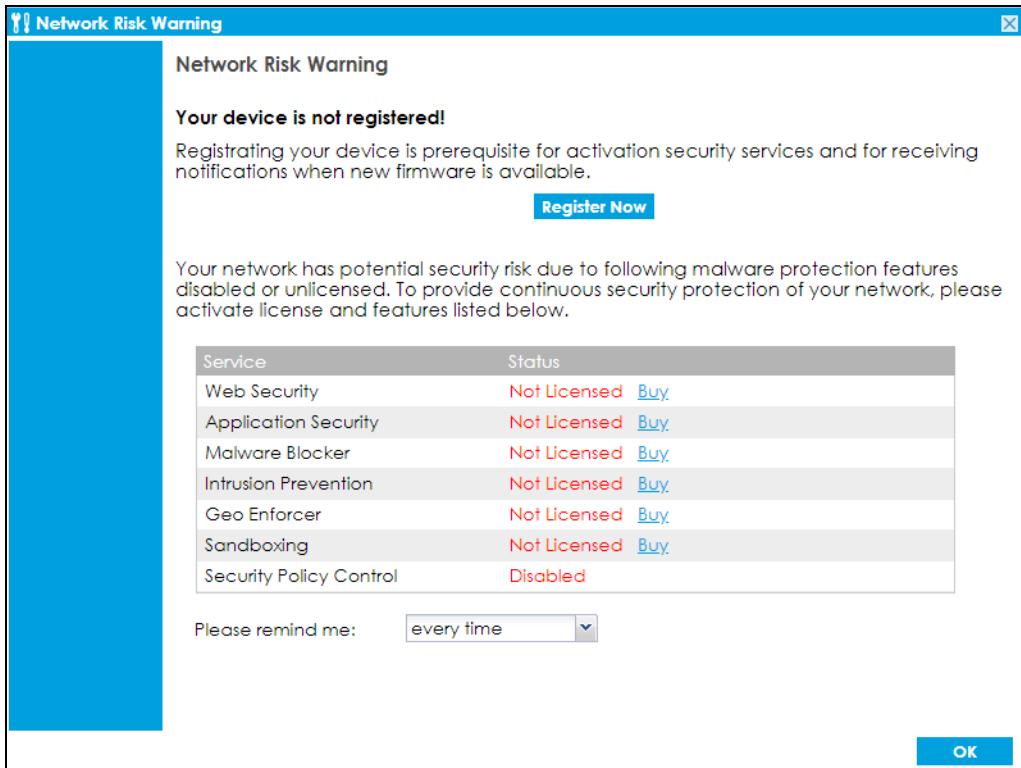 Network Risk Warning
Network Risk Warning
Your device is not registered!
Registrating your device is prerequisite for activation security services and for receiving
notifications when new firmware is available.
Register Now
Your network has potential security risk due to following malware protection features
disabled or unlicensed. To provide continuous security protection of your network, please
activate license and features listed below.
Service Status
Web Security Not Licensed Buy
Application Security Not Licensed Buy
Malware Blocker Not Licensed Buy
Intrusion Prevention Not Licensed Buy
Geo Enforcer Not Licensed Buy
Sandboxing Not Licensed Buy
Security Policy Control Disabled
Please remind me: every time
OK